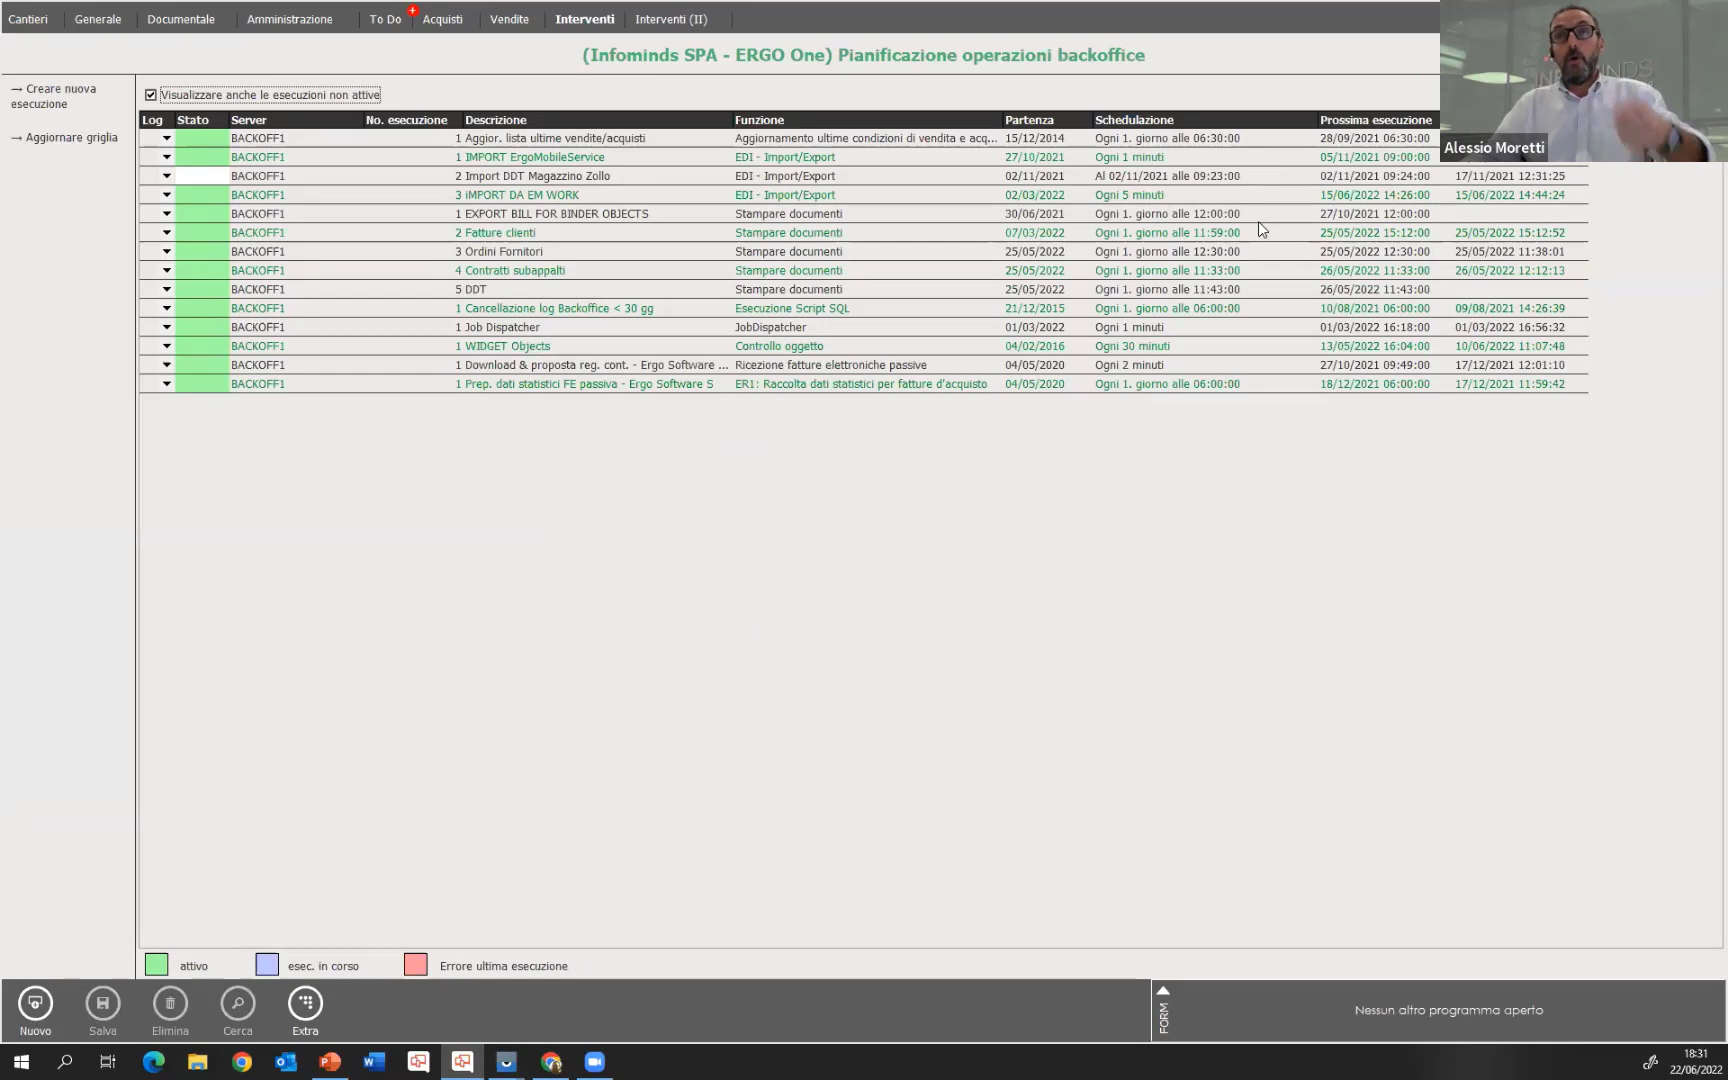 Cantieri Generale Documentale Amministrazione To Do Acquisti Vendite Interventi Interventi (II)
(Infominds SPA - ERGO One) Pianificazione operazioni backoffice
→ Creare nuova esecuzione
→ Aggiornare griglia
Visualizzare anche le esecuzioni non attive
Alessio Moretti
Log Stato Server No. esecuzione Descrizione Funzione Partenza Schedulazione Prossima esecuzione
BACKOFF1 1 Aggior. lista ultime vendite/acquisti Aggiornamento ultime condizioni di vendita e acq... 15/12/2014 Ogni 1. giorno alle 06:30:00 28/09/2021 06:30:00
BACKOFF1 1 IMPORT ErgoMobileService EDI - Import/Export 27/10/2021 Ogni 1 minuti 05/11/2021 09:00:00
BACKOFF1 2 Import DDT Magazzino Zollo EDI - Import/Export 02/11/2021 Al 02/11/2021 alle 09:23:00 02/11/2021 09:24:00 17/11/2021 12:31:25
BACKOFF1 3 iMPORT DA EM WORK EDI - Import/Export 02/03/2022 Ogni 5 minuti 15/06/2022 14:26:00 15/06/2022 14:44:24
BACKOFF1 1 EXPORT BILL FOR BINDER OBJECTS Stampare documenti 30/06/2021 Ogni 1. giorno alle 12:00:00 27/10/2021 12:00:00
BACKOFF1 2 Fatture clienti Stampare documenti 07/03/2022 Ogni 1. giorno alle 11:59:00 25/05/2022 15:12:00 25/05/2022 15:12:52
BACKOFF1 3 Ordini Fornitori Stampare documenti 25/05/2022 Ogni 1. giorno alle 12:30:00 25/05/2022 12:30:00 25/05/2022 11:38:01
BACKOFF1 4 Contratti subappalti Stampare documenti 25/05/2022 Ogni 1. giorno alle 11:33:00 26/05/2022 11:33:00 26/05/2022 12:12:13
BACKOFF1 5 DDT Stampare documenti 25/05/2022 Ogni 1. giorno alle 11:43:00 26/05/2022 11:43:00
BACKOFF1 1 Cancellazione log Backoffice < 30 gg Esecuzione Script SQL 21/12/2015 Ogni 1. giorno alle 06:00:00 10/08/2021 06:00:00 09/08/2021 14:26:39
BACKOFF1 1 Job Dispatcher JobDispatcher 01/03/2022 Ogni 1 minuti 01/03/2022 16:18:00 01/03/2022 16:56:32
BACKOFF1 1 WIDGET Objects Controllo oggetto 04/02/2016 Ogni 30 minuti 13/05/2022 16:04:00 10/06/2022 11:07:48
BACKOFF1 1 Download & proposta reg. cont. - Ergo Software ... Ricezione fatture elettroniche passive 04/05/2020 Ogni 2 minuti 27/10/2021 09:49:00 17/12/2021 12:01:10
BACKOFF1 1 Prep. dati statistici FE passiva - Ergo Software S ER1: Raccolta dati statistici per fatture d'acquisto 04/05/2020 Ogni 1. giorno alle 06:00:00 18/12/2021 06:00:00 17/12/2021 11:59:42
attivo esec. in corso Errore ultima esecuzione
Nuovo Salva Elimina Cerca Extra
FORM
Nessun altro programma aperto
18:31
22/06/2022